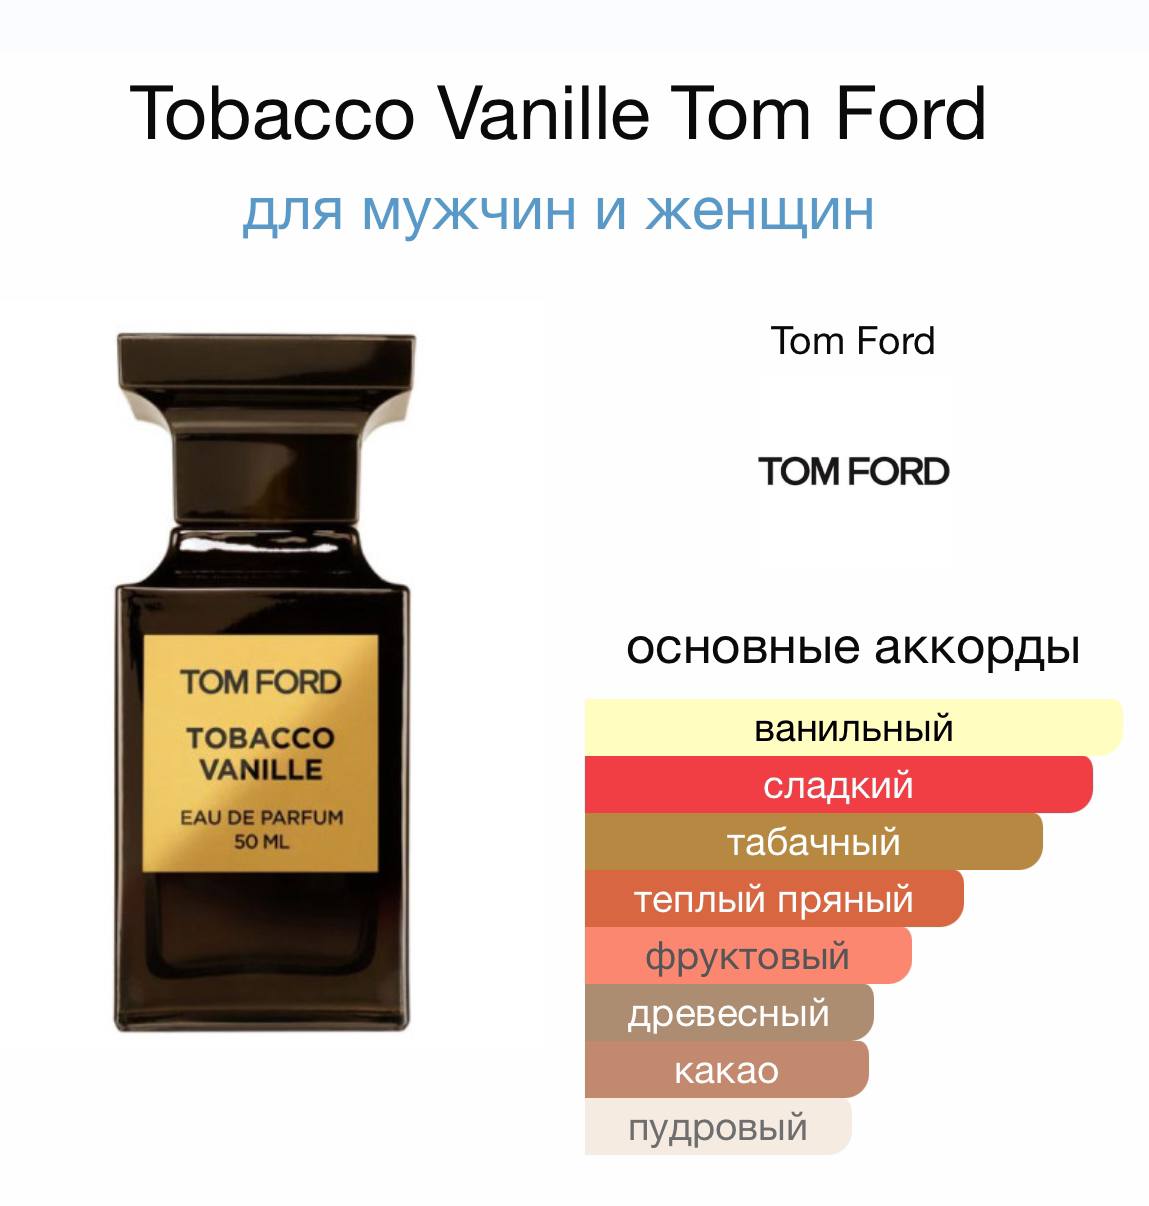 Tobacco Vanille Tom Ford
для мужчин и женщин
TOM FORD
TOBACCO
VANILLE
EAU DE PARFUM
50 ML
Tom Ford
TOM FORD
основные аккорды
ванильный
сладкий
табачный
теплый пряный
фруктовый
древесный
какао
пудровый